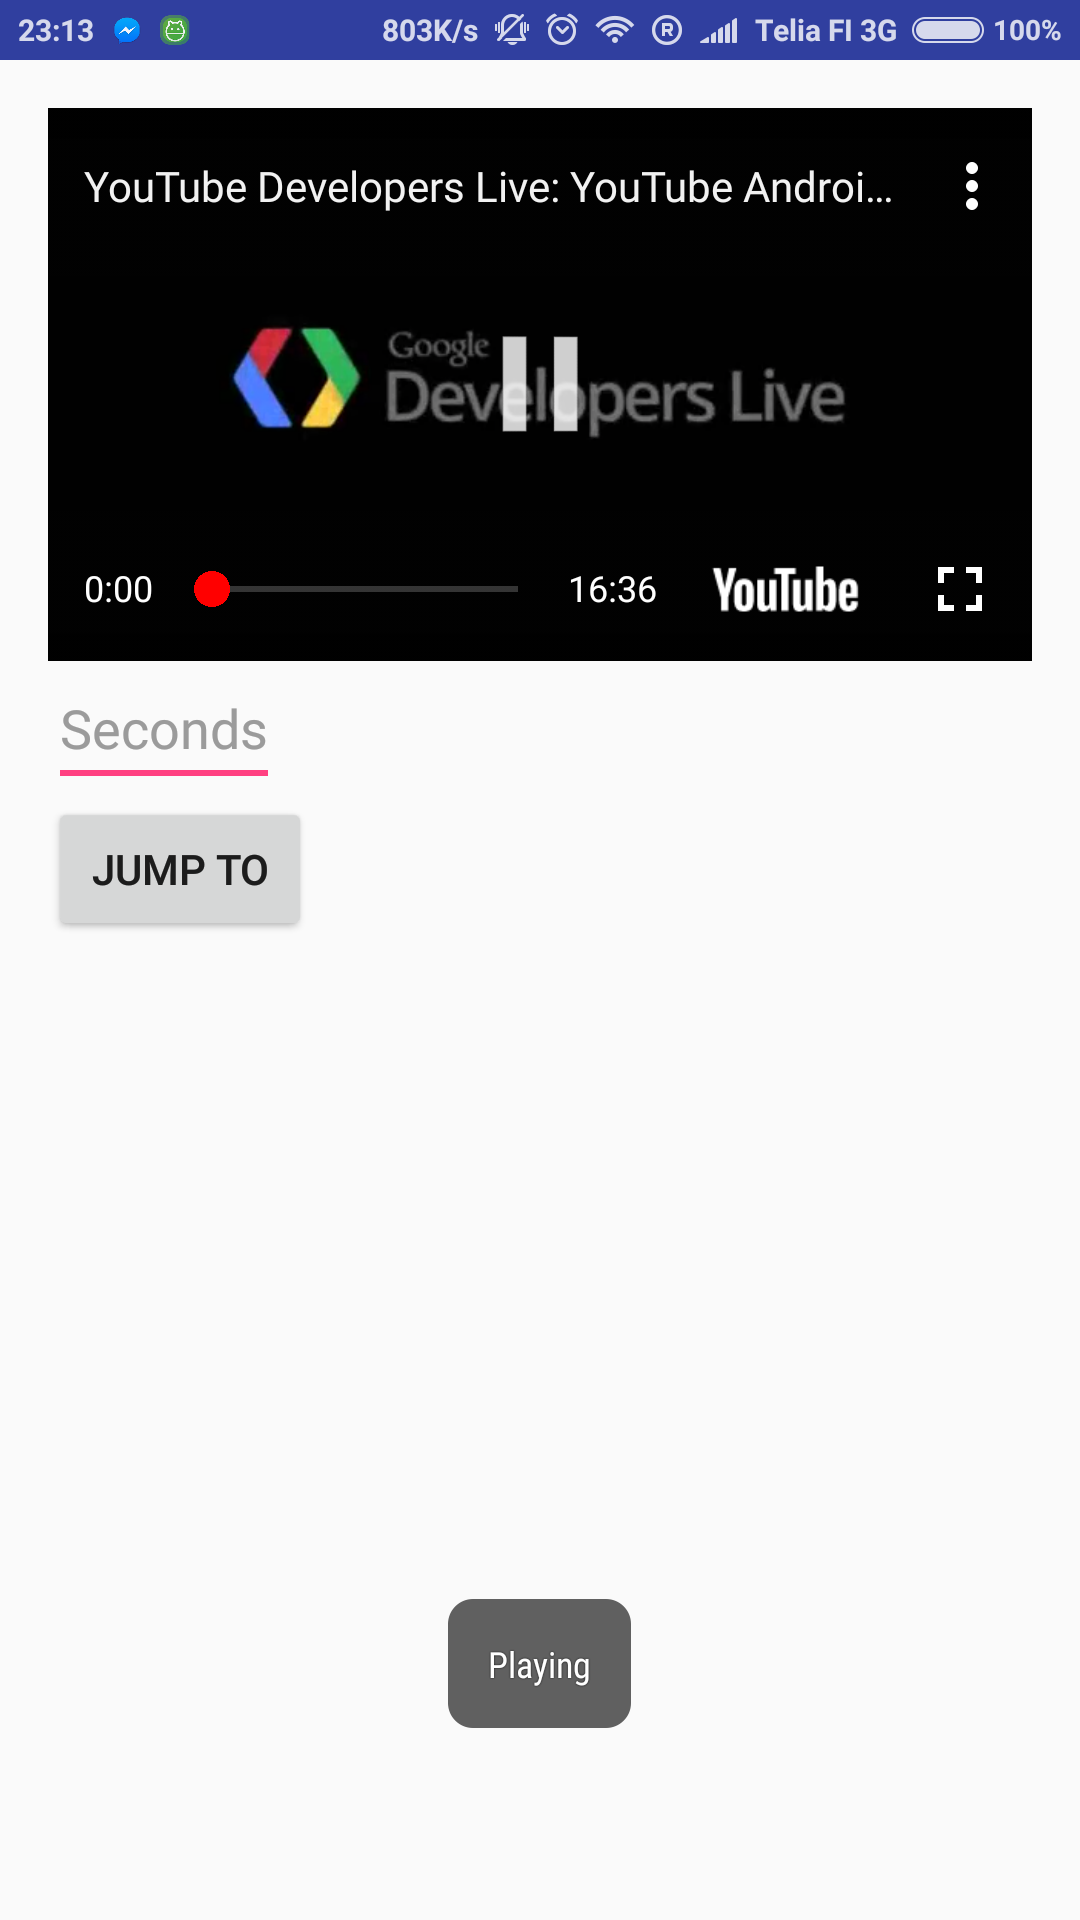 23:13 803K/s R Telia FI 3G 100%
YouTube Developers Live: YouTube Androi...
Google
Developers Live
0:00 16:36 YouTube
Seconds
JUMP TO
Playing